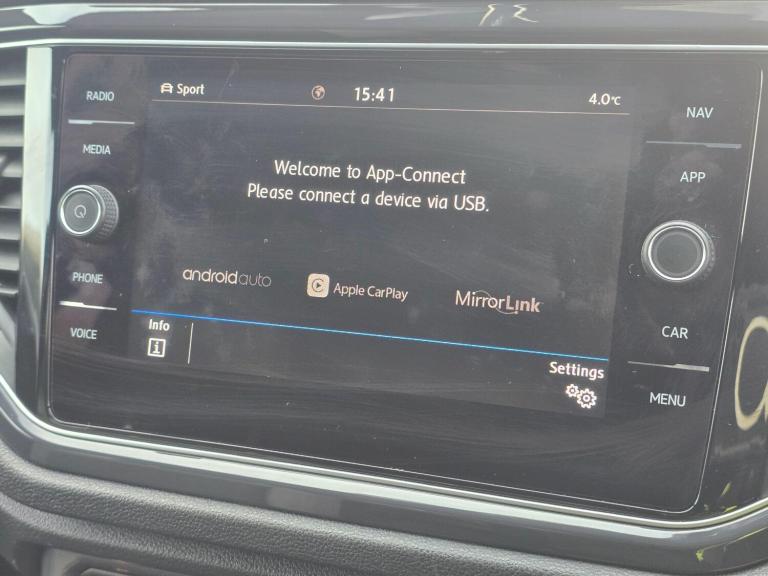 RADIO
MEDIA
PHONE
VOICE
Sport
15:41
4.0°C
Welcome to App-Connect
Please connect a device via USB.
androidauto
Apple CarPlay
MirrorLink
Info
i
Settings
NAV
APP
CAR
MENU